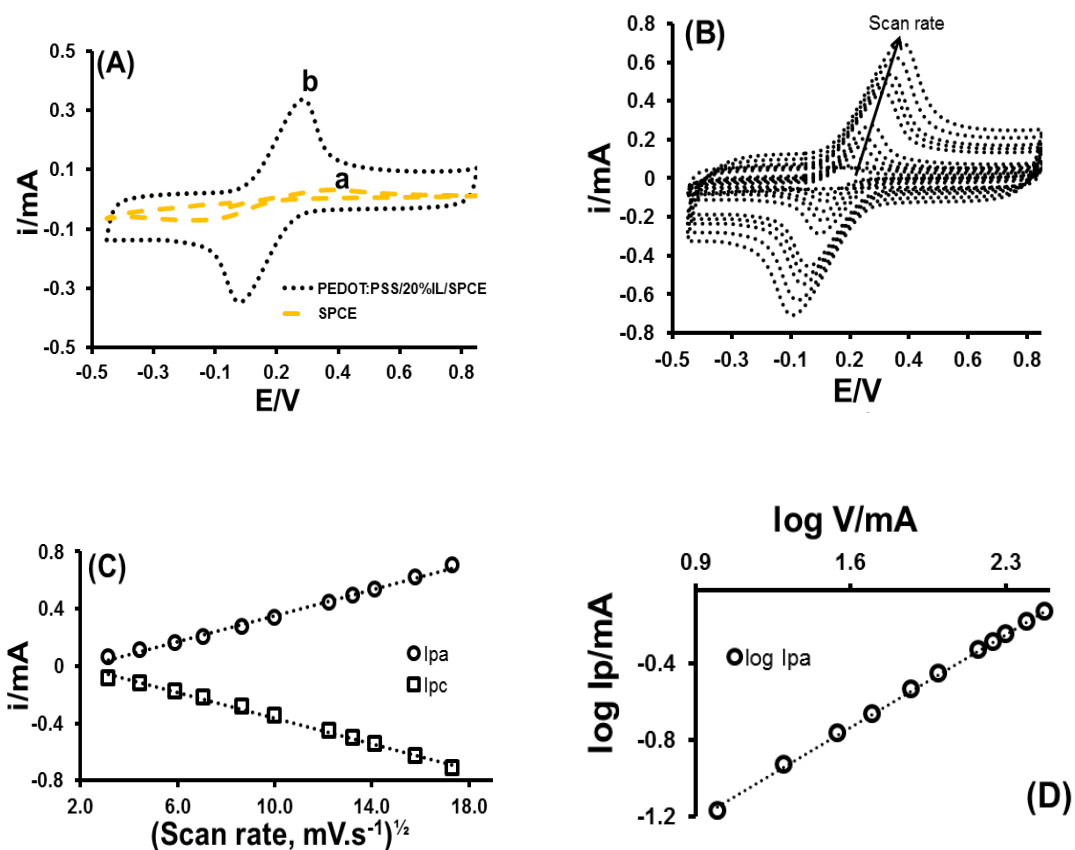 (A)
0.5
0.3
0.1
-0.1
-0.3
-0.5
i/mA
b
a
PEDOT:PSS/20%IL/SPCE
SPCE
-0.5 -0.3 -0.1 0.2 0.4 0.6 0.8
E/V
(B)
Scan rate
0.8
0.6
0.4
0.2
0
-0.2
-0.4
-0.6
-0.8
i/mA
-0.5 -0.3 -0.1 0.2 0.4 0.6 0.8
E/V
(C)
0.8
0.4
0
-0.4
-0.8
i/mA
Ipa
Ipc
2.0 6.0 10.0 14.0 18.0
(Scan rate, mV.s-1)½
log V/mA
0.9 1.6 2.3
log Ip/mA
-0.4
-0.8
-1.2
log Ipa
(D)